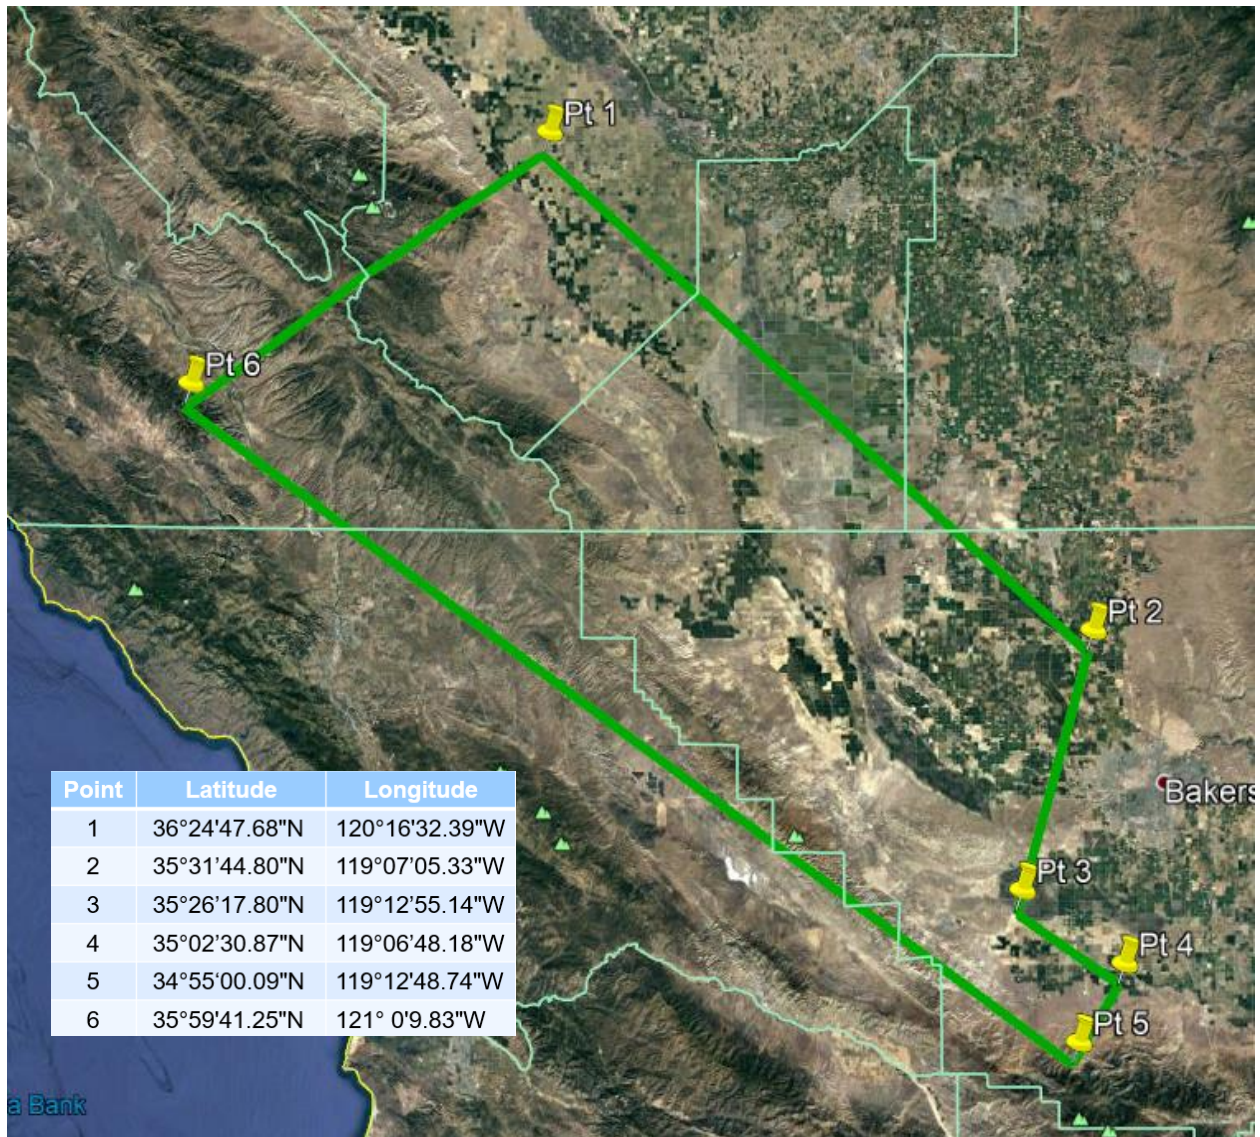 Pt 1
Pt 6
Pt 2
Bakers
Pt 3
Pt 4
Pt 5
Point Latitude Longitude
1 36°24'47.68"N 120°16'32.39"W
2 35°31’44.80"N 119°07’05.33"W
3 35°26’17.80"N 119°12’55.14"W
4 35°02’30.87"N 119°06’48.18"W
5 34°55‘00.09"N 119°12’48.74"W
6 35°59'41.25"N 121° 0'9.83"W
a Bank